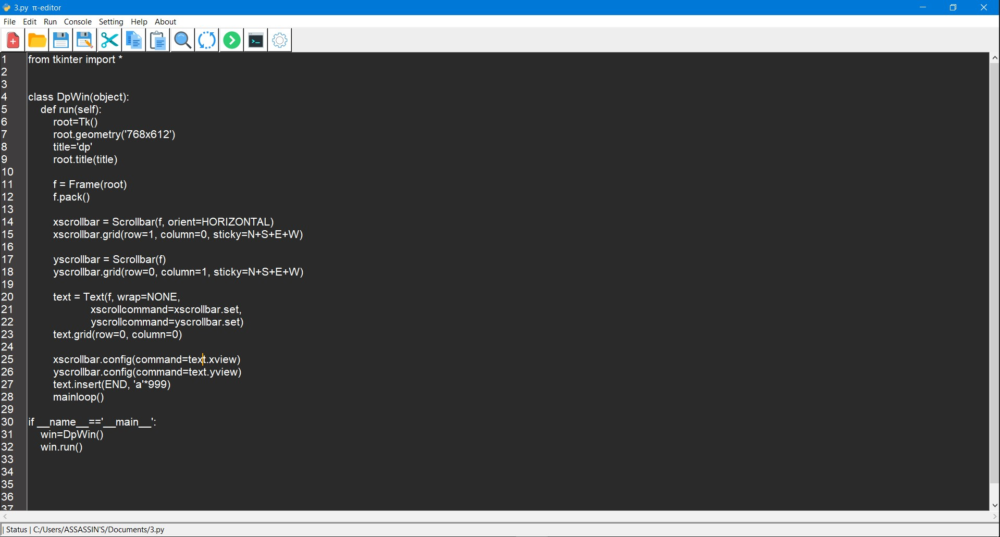 3.py π-editor
File Edit Run Console Setting Help About
1 from tkinter import *
2
3
4 class DpWin(object):
5     def run(self):
6         root=Tk()
7         root.geometry('768x612')
8         title='dp'
9         root.title(title)
10
11         f = Frame(root)
12         f.pack()
13
14         xscrollbar = Scrollbar(f, orient=HORIZONTAL)
15         xscrollbar.grid(row=1, column=0, sticky=N+S+E+W)
16
17         yscrollbar = Scrollbar(f)
18         yscrollbar.grid(row=0, column=1, sticky=N+S+E+W)
19
20         text = Text(f, wrap=NONE,
21                     xscrollcommand=xscrollbar.set,
22                     yscrollcommand=yscrollbar.set)
23         text.grid(row=0, column=0)
24
25         xscrollbar.config(command=text.xview)
26         yscrollbar.config(command=text.yview)
27         text.insert(END, 'a'*999)
28         mainloop()
29
30 if __name__=='__main__':
31     win=DpWin()
32     win.run()
33
34
35
36
37
| Status | C:/Users/ASSASSIN'S/Documents/3.py